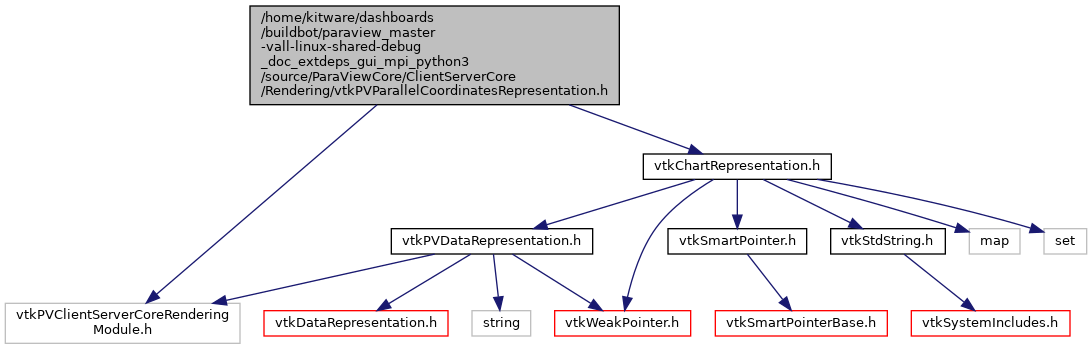 /home/kitware/dashboards
/buildbot/paraview_master
-vall-linux-shared-debug
_doc_extdeps_gui_mpi_python3
/source/ParaViewCore/ClientServerCore
/Rendering/vtkPVParallelCoordinatesRepresentation.h
vtkChartRepresentation.h
vtkPVDataRepresentation.h
vtkSmartPointer.h
vtkStdString.h
map
set
vtkPVClientServerCoreRendering
Module.h
vtkDataRepresentation.h
string
vtkWeakPointer.h
vtkSmartPointerBase.h
vtkSystemIncludes.h